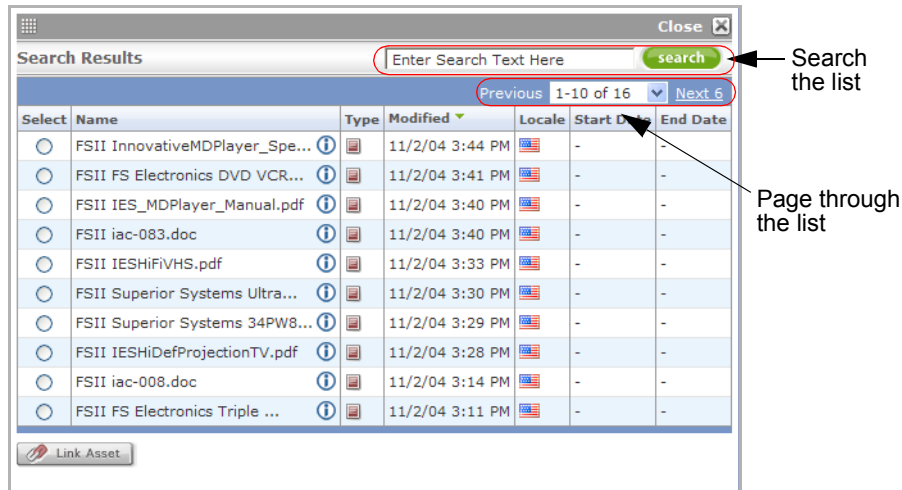 Close
Search Results
Enter Search Text Here
search
Search
the list
Previous 1-10 of 16 Next 6
Select Name Type Modified Locale Start Date End Date
FSII InnovativeMDPlayer_Spe... 11/2/04 3:44 PM - -
FSII FS Electronics DVD VCR... 11/2/04 3:41 PM - -
FSII IES_MDPlayer_Manual.pdf 11/2/04 3:40 PM - -
Page through
the list
FSII iac-083.doc 11/2/04 3:40 PM - -
FSII IESHiFiVHS.pdf 11/2/04 3:33 PM - -
FSII Superior Systems Ultra... 11/2/04 3:30 PM - -
FSII Superior Systems 34PW8... 11/2/04 3:29 PM - -
FSII IESHiDefProjectionTV.pdf 11/2/04 3:28 PM - -
FSII iac-008.doc 11/2/04 3:14 PM - -
FSII FS Electronics Triple ... 11/2/04 3:11 PM - -
Link Asset